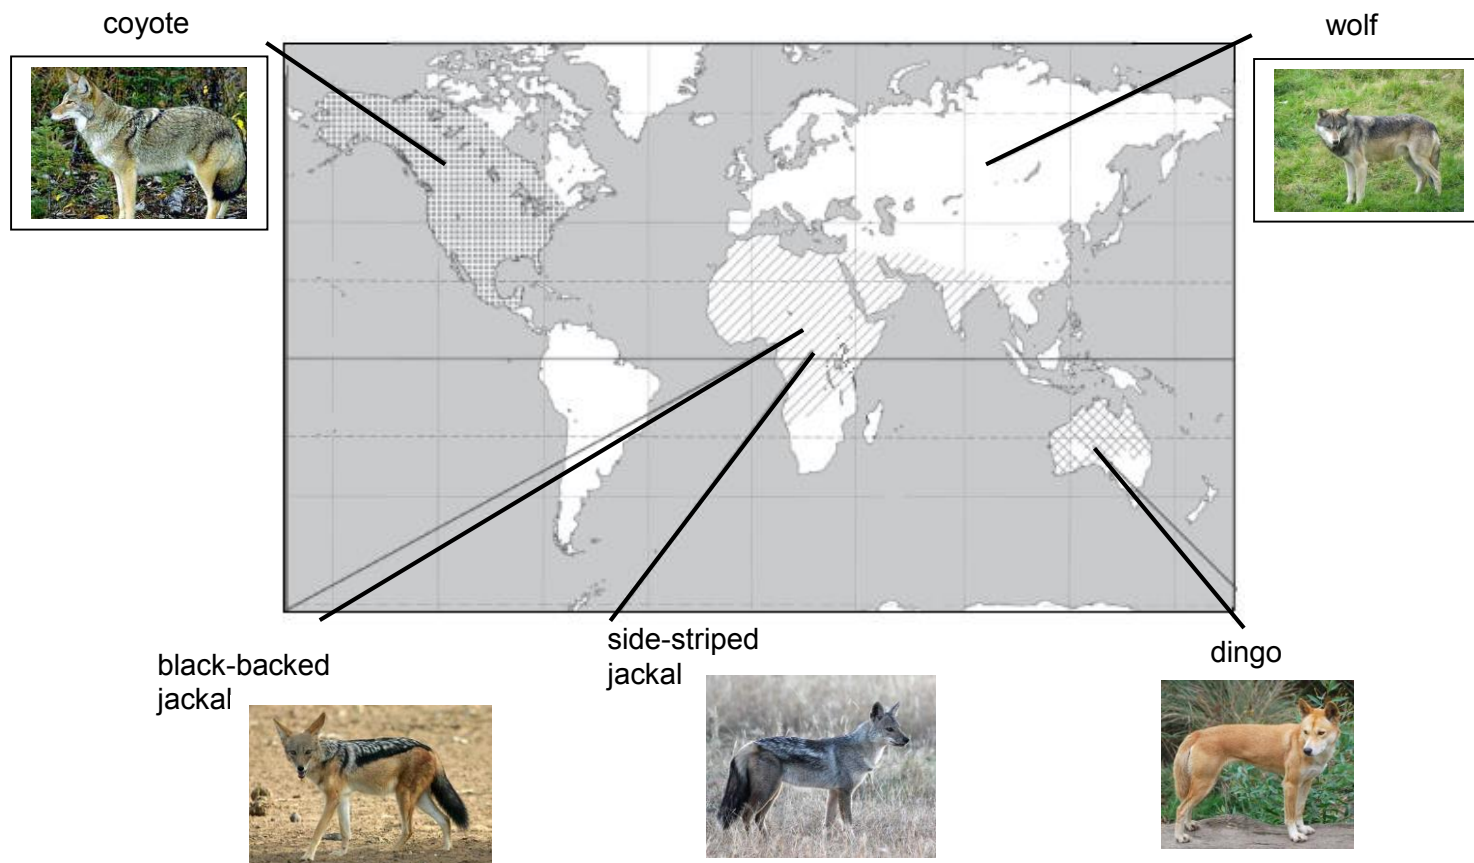 coyote
wolf
black-backed
jackal
side-striped
jackal
dingo